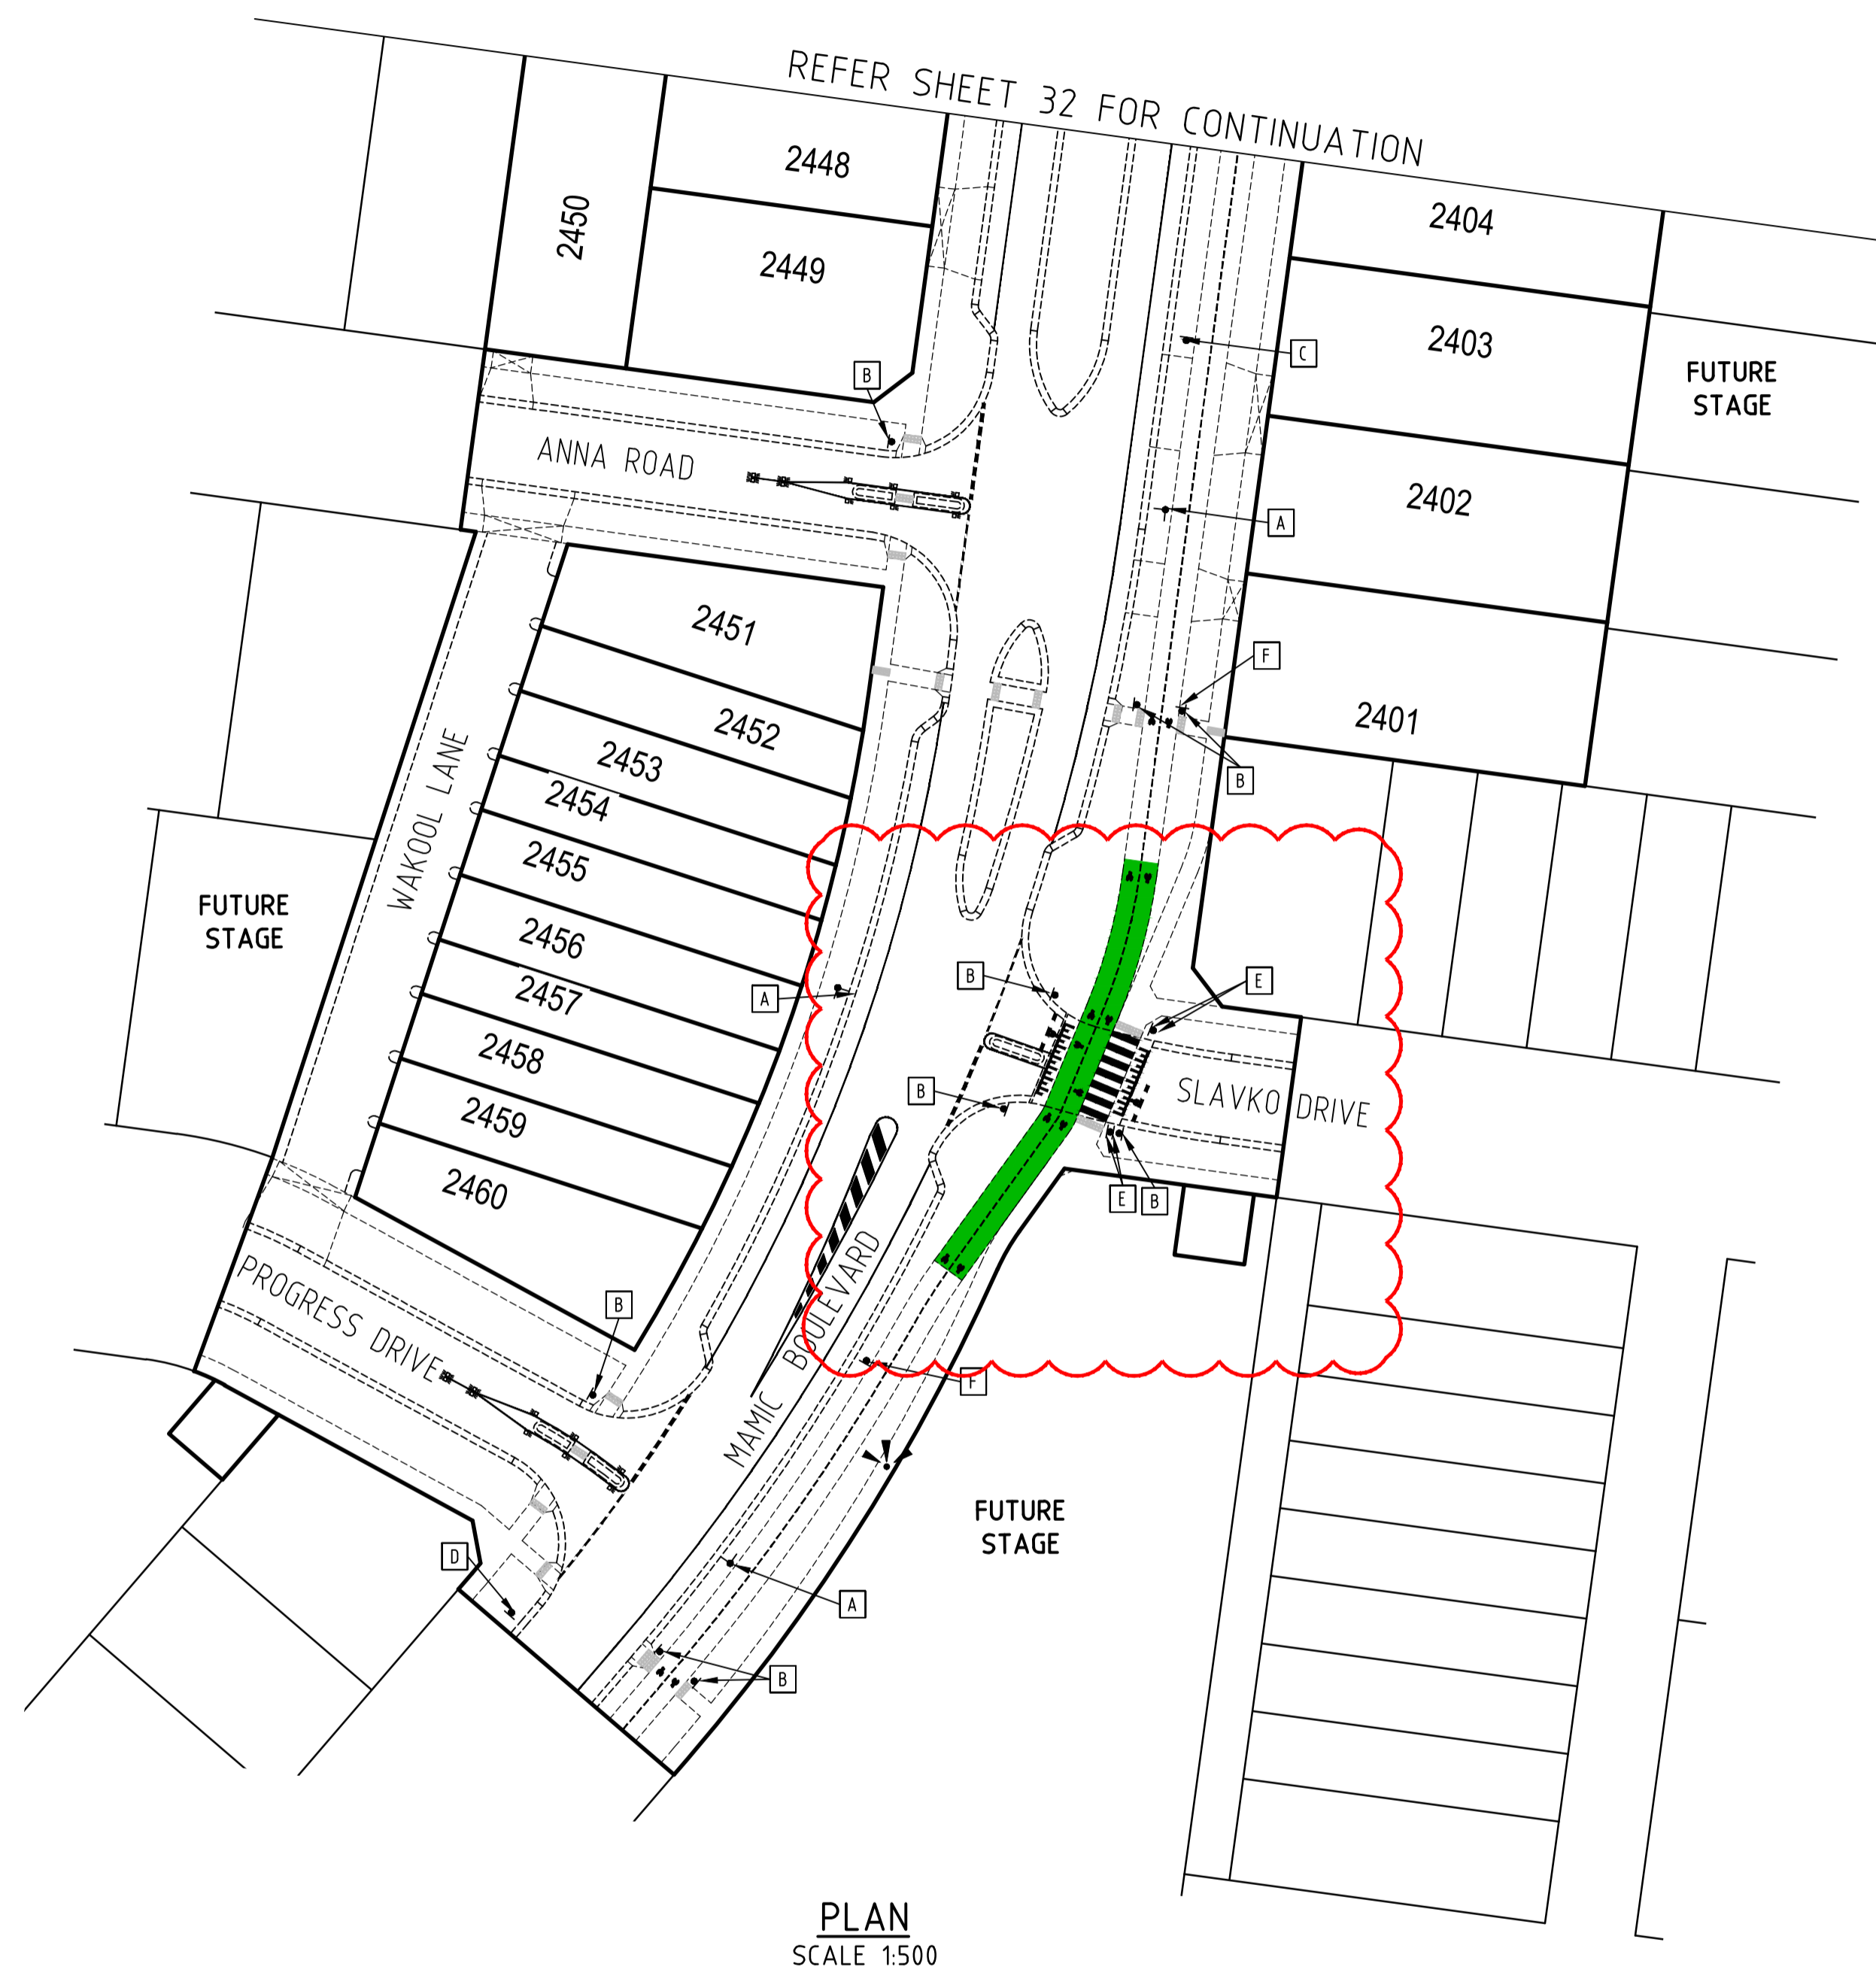 REFER SHEET 32 FOR CONTINUATION
2448
2450
2449
2404
2403
FUTURE
STAGE
C
B
ANNA ROAD
2402
A
2451
F
2401
2452
2453
B
2454
WAKOOL LANE
2455
FUTURE
STAGE
2456
B
E
2457
A
2458
B
SLAVKO DRIVE
2459
2460
E
B
PROGRESS DRIVE
B
MAMIC BOULEVARD
F
FUTURE
STAGE
D
A
B
PLAN
SCALE 1:500